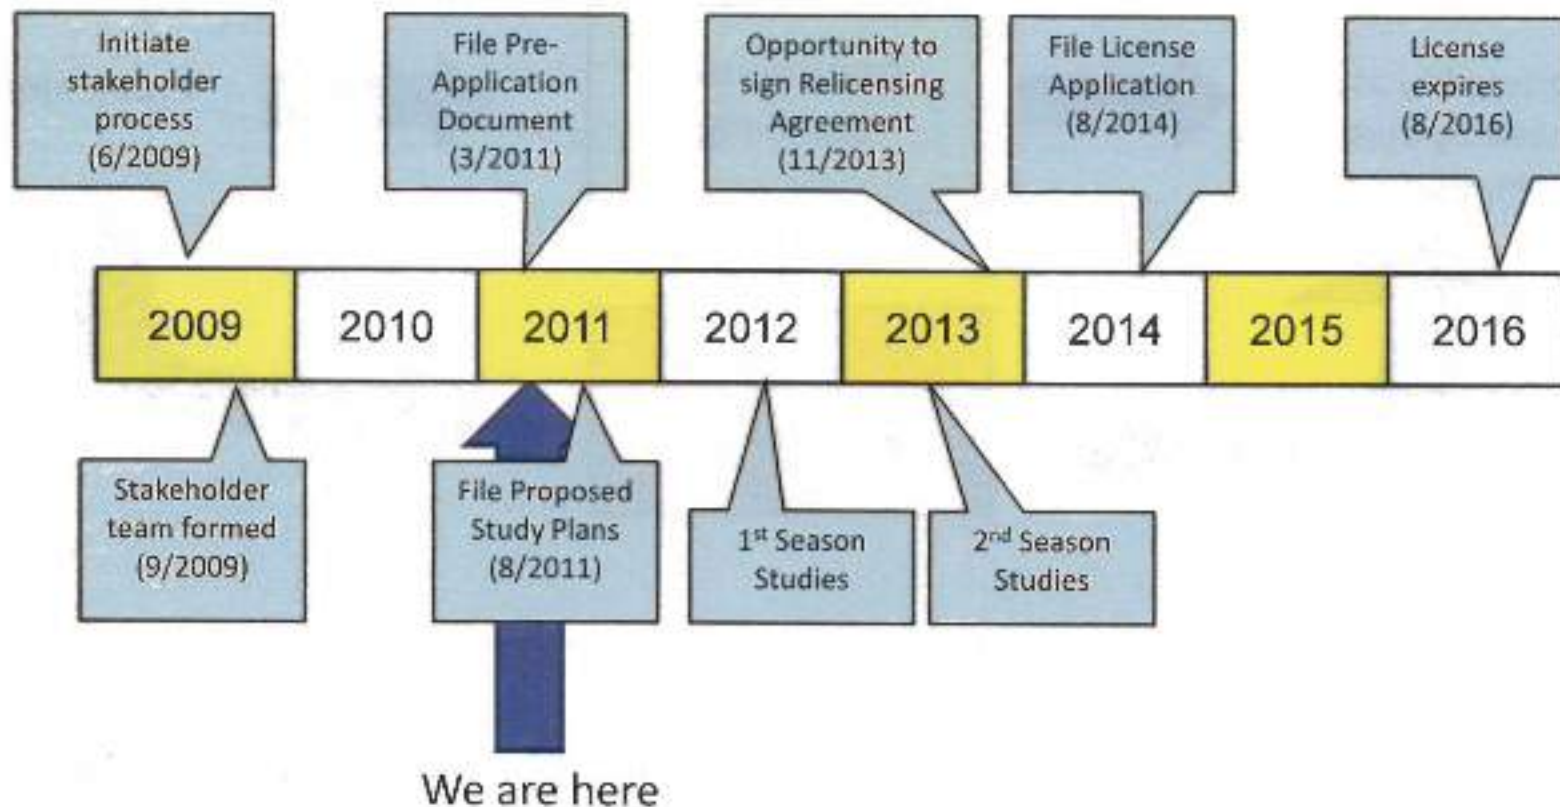 Initiate
stakeholder
process
(6/2009)
File Pre-
Application
Document
(3/2011)
Opportunity to
sign Relicensing
Agreement
(11/2013)
File License
Application
(8/2014)
License
expires
(8/2016)
2009
2010
2011
2012
2013
2014
2015
2016
Stakeholder
team formed
(9/2009)
File Proposed
Study Plans
(8/2011)
1st Season
Studies
2nd Season
Studies
We are here